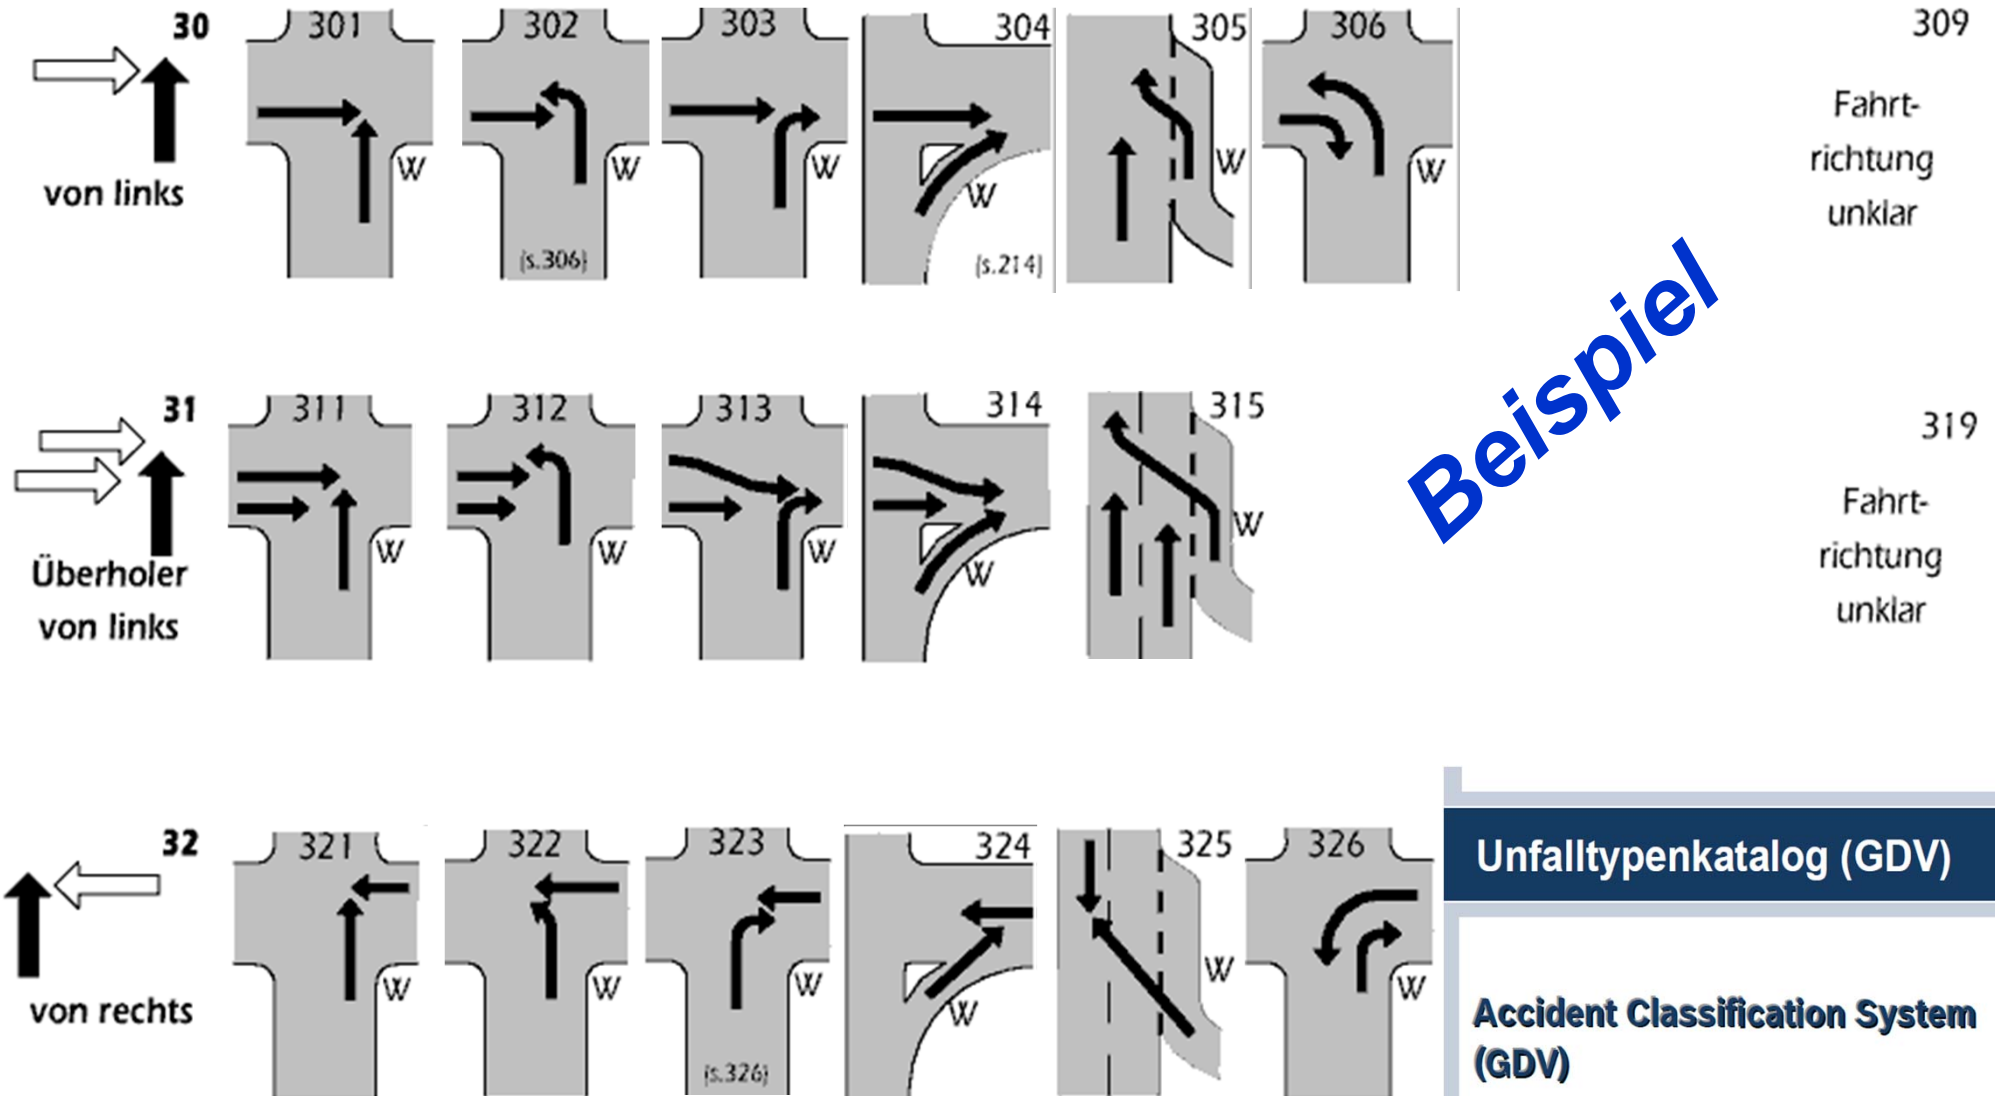 30 301 302 303 304 305 306 309
von links
W W W W W W
(s.306) (s.214)
Fahrt-
richtung
unklar
Beispiel
31 311 312 313 314 315 319
Überholer
von links
W W W W W
Fahrt-
richtung
unklar
32 321 322 323 324 325 326
von rechts
W W W W W W
(s.326)
Unfalltypenkatalog (GDV)
Accident Classification System
(GDV)